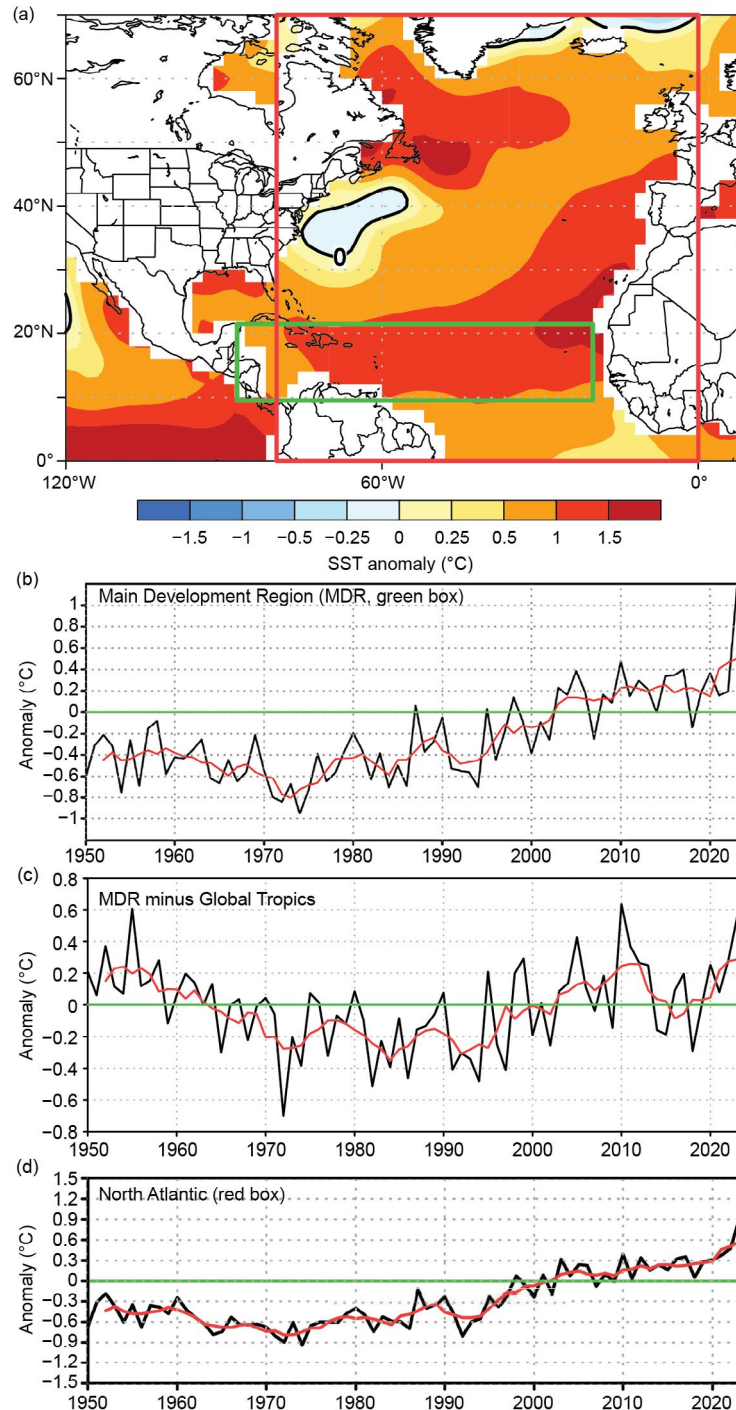 (a)
60°N
40°N
0
20°N
0°
120°W 60°W 0°
−1.5 −1 −0.5 −0.25 0 0.25 0.5 1 1.5
SST anomaly (°C)
(b)
Main Development Region (MDR, green box)
Anomaly (°C)
1
0.8
0.6
0.4
0.2
0
−0.2
−0.4
−0.6
−0.8
−1
1950 1960 1970 1980 1990 2000 2010 2020
(c)
MDR minus Global Tropics
Anomaly (°C)
0.8
0.6
0.4
0.2
0
−0.2
−0.4
−0.6
−0.8
1950 1960 1970 1980 1990 2000 2010 2020
(d)
North Atlantic (red box)
Anomaly (°C)
1.5
1.2
0.9
0.6
0.3
0
−0.3
−0.6
−0.9
−1.2
−1.5
1950 1960 1970 1980 1990 2000 2010 2020